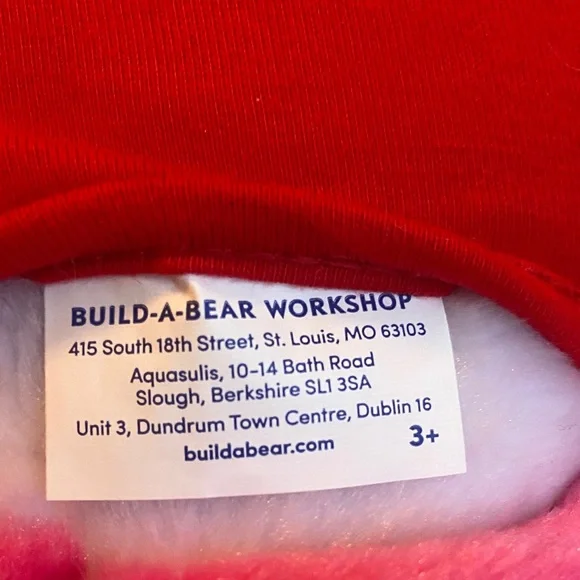 BUILD-A-BEAR WORKSHOP
415 South 18th Street, St. Louis, MO 63103
Aquasulis, 10-14 Bath Road
Slough, Berkshire SL1 3SA
Unit 3, Dundrum Town Centre, Dublin 16
buildabear.com
3+